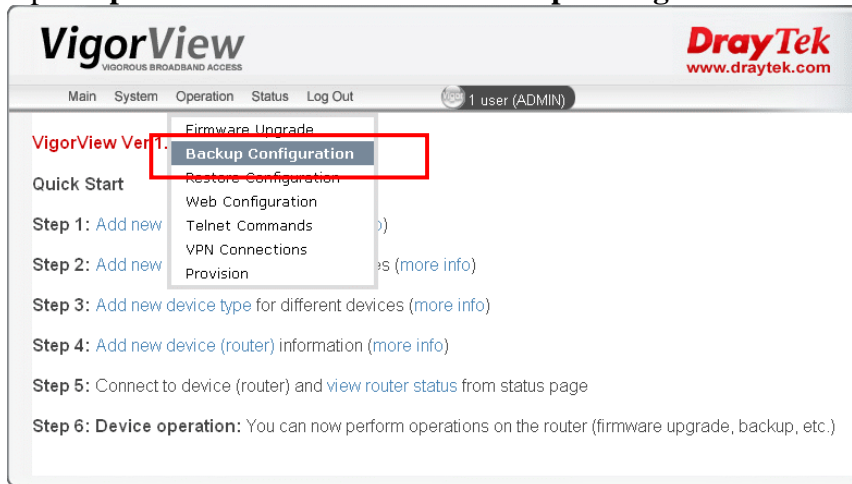 VigorView
VIGOROUS BROADBAND ACCESS
DrayTek
www.draytek.com
Main System Operation Status Log Out
1 user (ADMIN)
Firmware Upgrade
Backup Configuration
Restore Configuration
Web Configuration
Telnet Commands
VPN Connections
Provision
VigorView Ver 1.
Quick Start
Step 1: Add new
Step 2: Add new es (more info)
Step 3: Add new device type for different devices (more info)
Step 4: Add new device (router) information (more info)
Step 5: Connect to device (router) and view router status from status page
Step 6: Device operation: You can now perform operations on the router (firmware upgrade, backup, etc.)